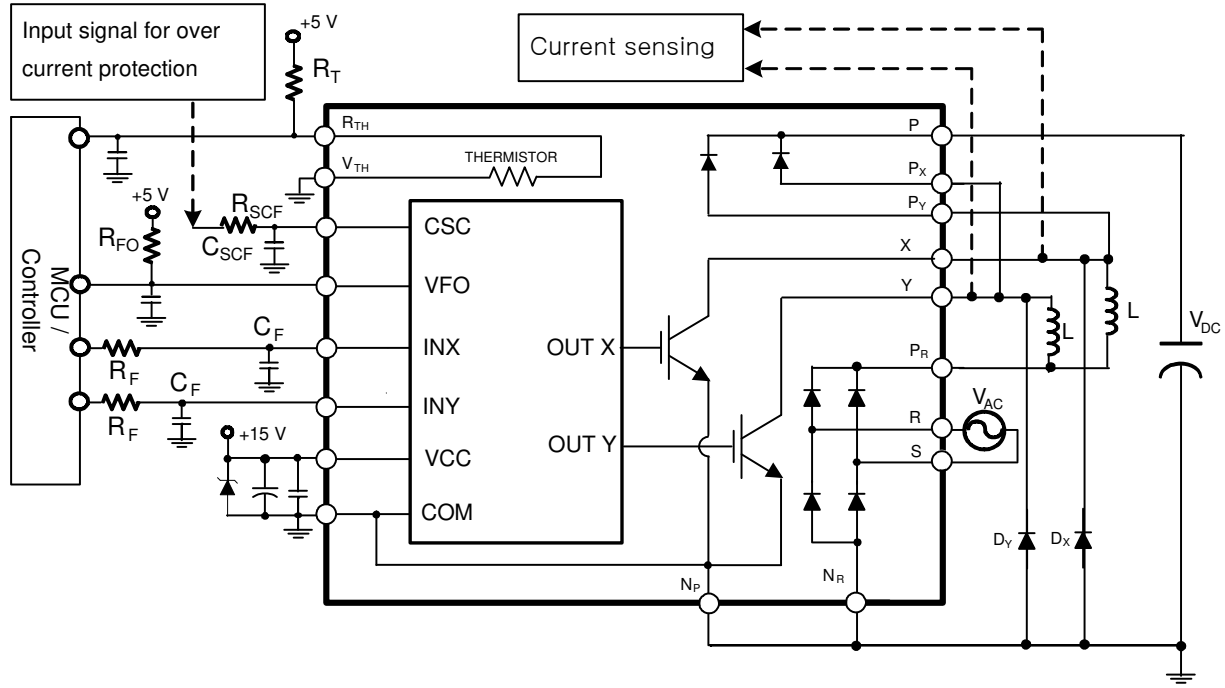 Input signal for over
current protection
+5 V
R_T
Current sensing
R_TH
V_TH
THERMISTOR
P
P_X
P_Y
X
Y
P_R
R
S
+5 V
R_SCF
C_SCF
R_FO
MCU /
Controller
CSC
VFO
INX
INY
VCC
COM
OUT X
OUT Y
C_F
R_F
C_F
R_F
+15 V
L
L
V_DC
V_AC
D_Y
D_X
N_P
N_R